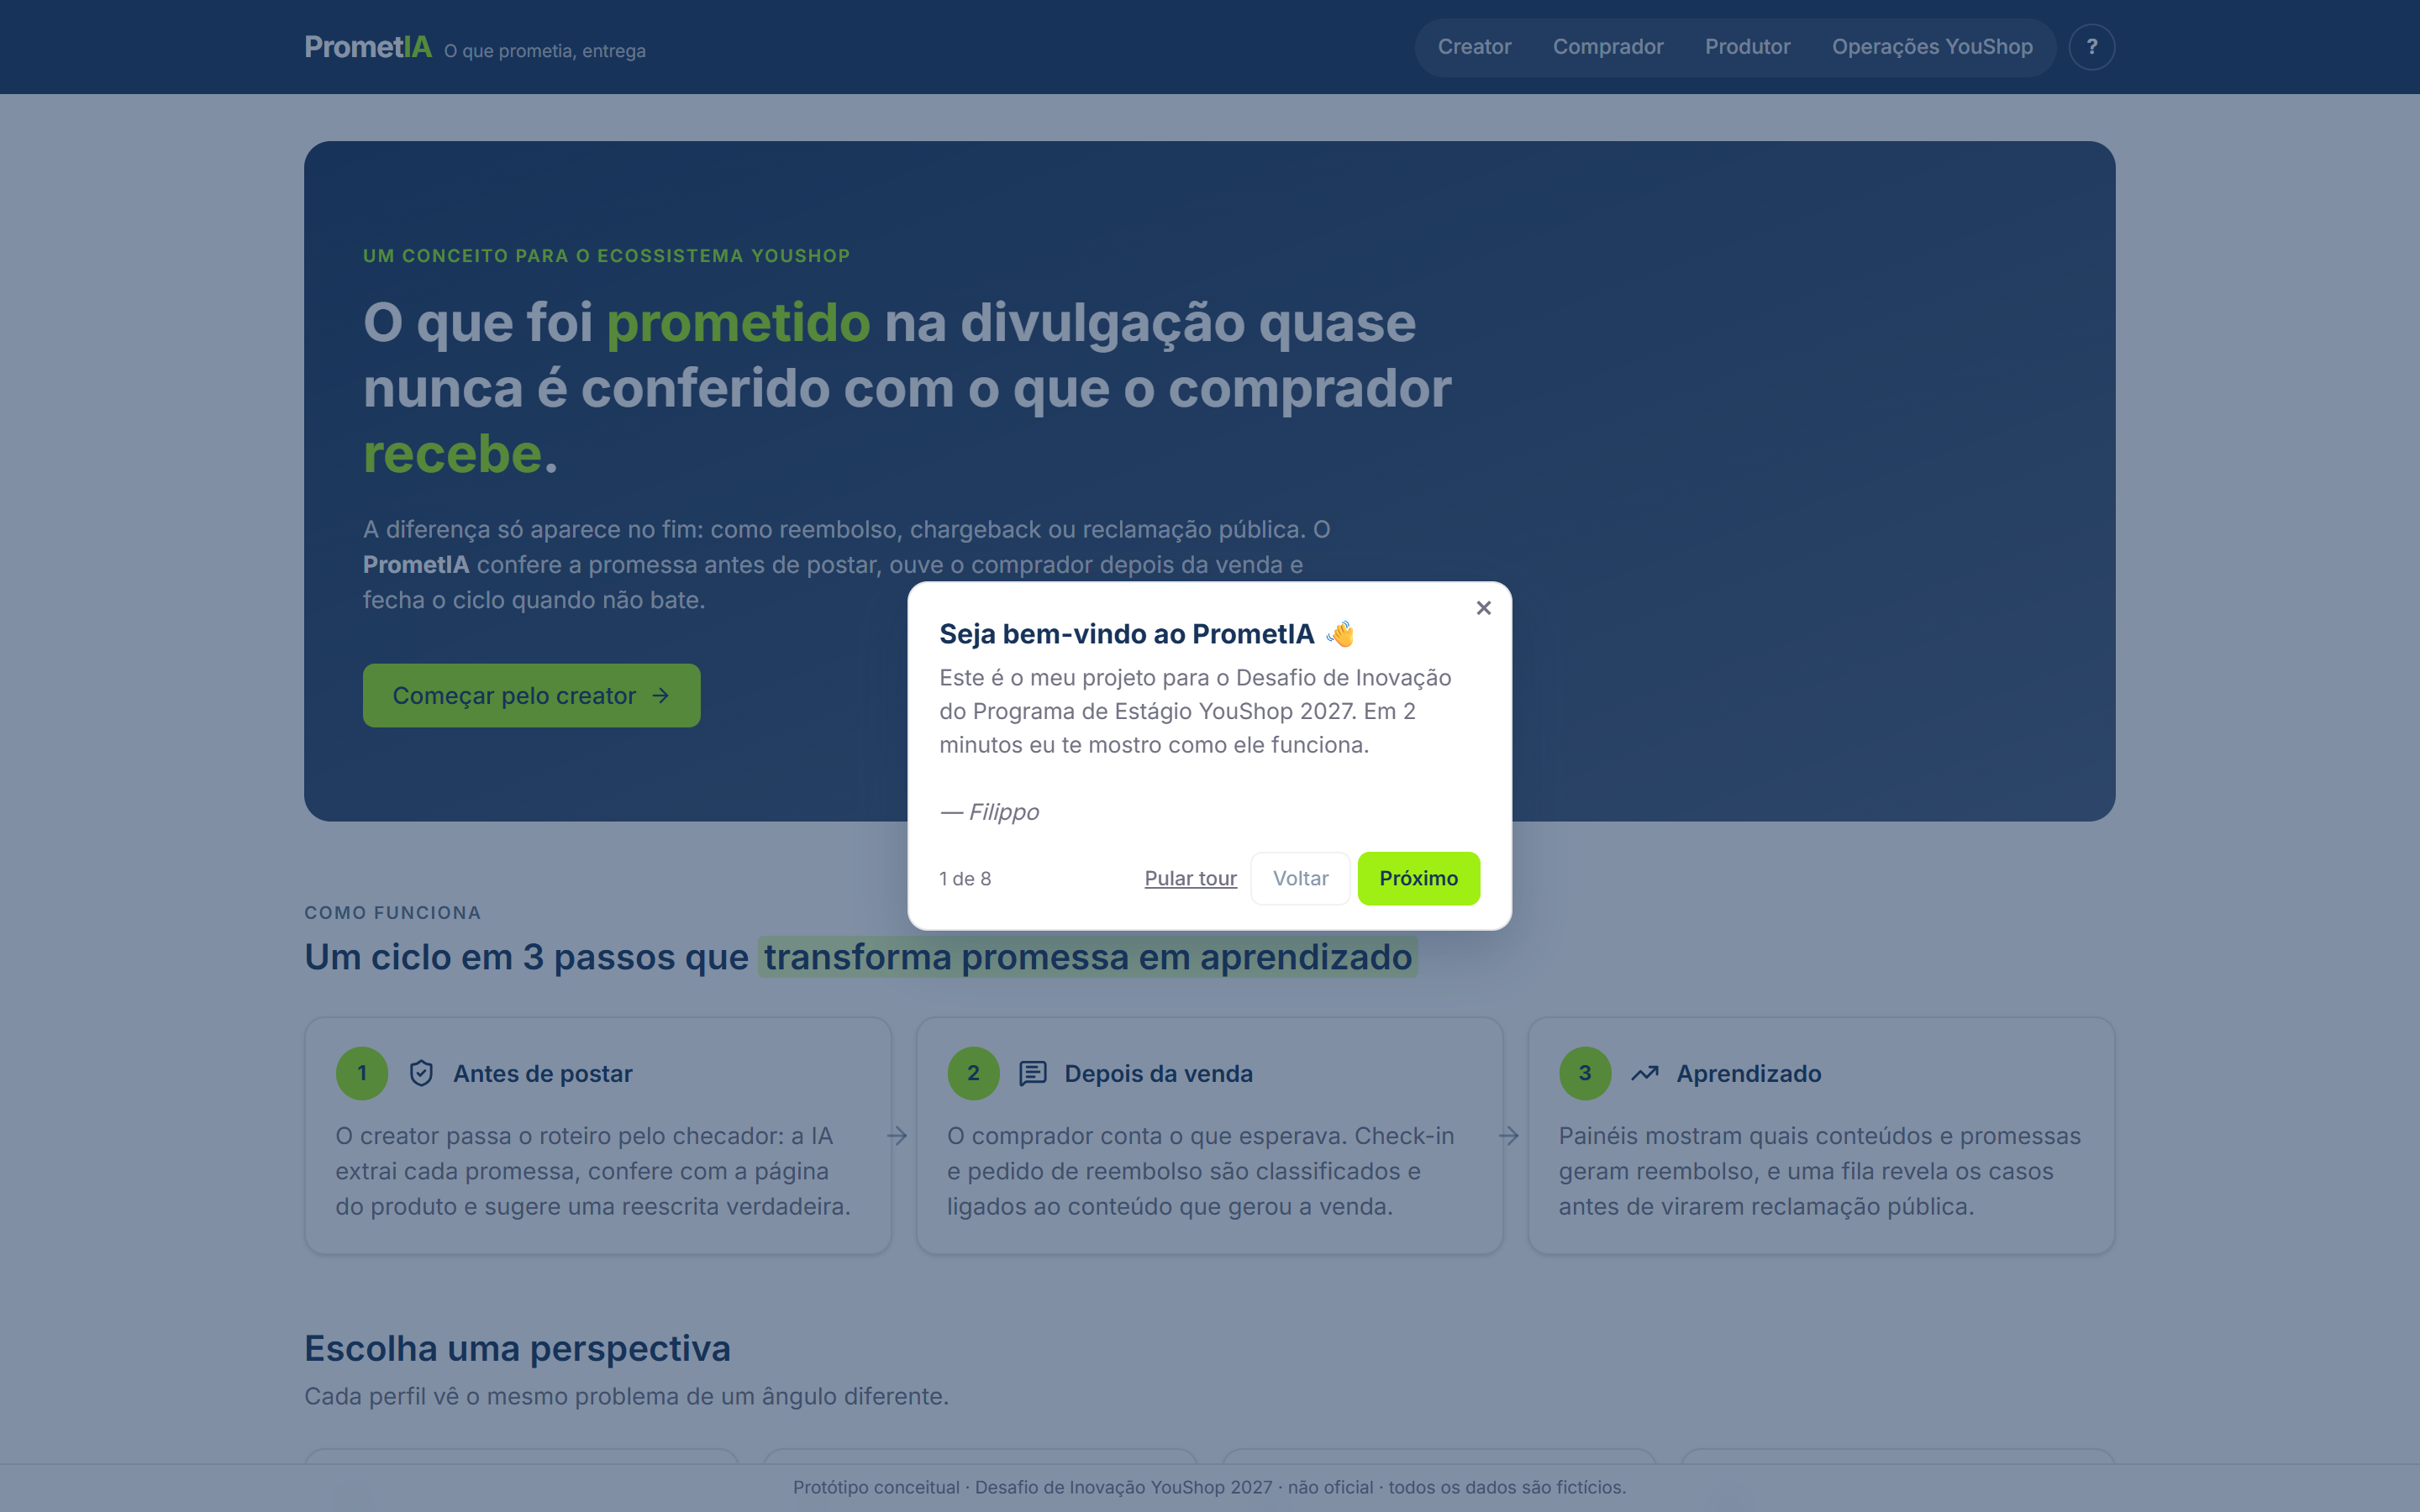 PrometIA O que prometia, entrega
Creator Comprador Produtor Operações YouShop ?
UM CONCEITO PARA O ECOSSISTEMA YOUSHOP
O que foi prometido na divulgação quase
nunca é conferido com o que o comprador
recebe.
A diferença só aparece no fim: como reembolso, chargeback ou reclamação pública. O
PrometIA confere a promessa antes de postar, ouve o comprador depois da venda e
fecha o ciclo quando não bate.
Começar pelo creator →
×
Seja bem-vindo ao PrometIA 👋
Este é o meu projeto para o Desafio de Inovação
do Programa de Estágio YouShop 2027. Em 2
minutos eu te mostro como ele funciona.
— Filippo
1 de 8 Pular tour Voltar Próximo
COMO FUNCIONA
Um ciclo em 3 passos que transforma promessa em aprendizado
1 Antes de postar
O creator passa o roteiro pelo checador: a IA
extrai cada promessa, confere com a página
do produto e sugere uma reescrita verdadeira.
2 Depois da venda
O comprador conta o que esperava. Check-in
e pedido de reembolso são classificados e
ligados ao conteúdo que gerou a venda.
3 Aprendizado
Painéis mostram quais conteúdos e promessas
geram reembolso, e uma fila revela os casos
antes de virarem reclamação pública.
Escolha uma perspectiva
Cada perfil vê o mesmo problema de um ângulo diferente.
Protótipo conceitual · Desafio de Inovação YouShop 2027 · não oficial · todos os dados são fictícios.